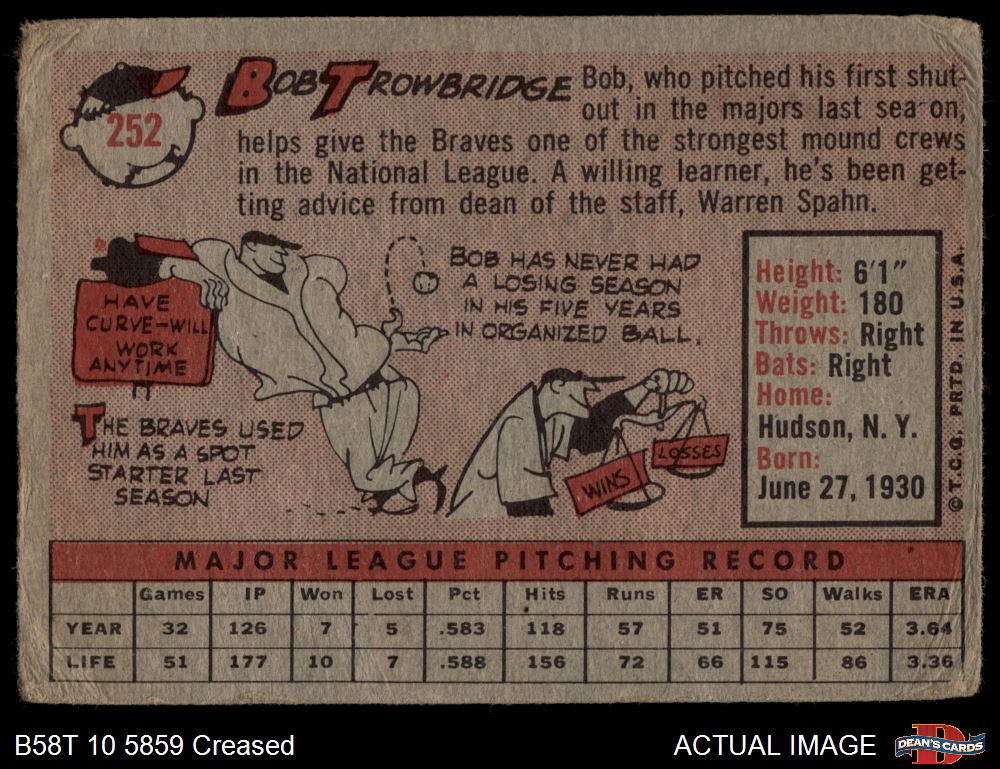 252
BOB TROWBRIDGE
Bob, who pitched his first shut-
out in the majors last sea on,
helps give the Braves one of the strongest mound crews
in the National League. A willing learner, he's been get-
ting advice from dean of the staff, Warren Spahn.
HAVE
CURVE-WILL
WORK
ANYTIME
BOB HAS NEVER HAD
A LOSING SEASON
IN HIS FIVE YEARS
IN ORGANIZED BALL.
THE BRAVES USED
HIM AS A SPOT
STARTER LAST
SEASON
WINS
LOSSES
Height: 6'1"
Weight: 180
Throws: Right
Bats: Right
Home:
Hudson, N. Y.
Born:
June 27, 1930
©T.C.G. PRTD. IN U.S.A.
MAJOR LEAGUE PITCHING RECORD
Games IP Won Lost Pct Hits Runs ER SO Walks ERA
YEAR 32 126 7 5 .583 118 57 51 75 52 3.64
LIFE 51 177 10 7 .588 156 72 66 115 86 3.36
B58T 10 5859 Creased
ACTUAL IMAGE
D
DEAN'S CARDS